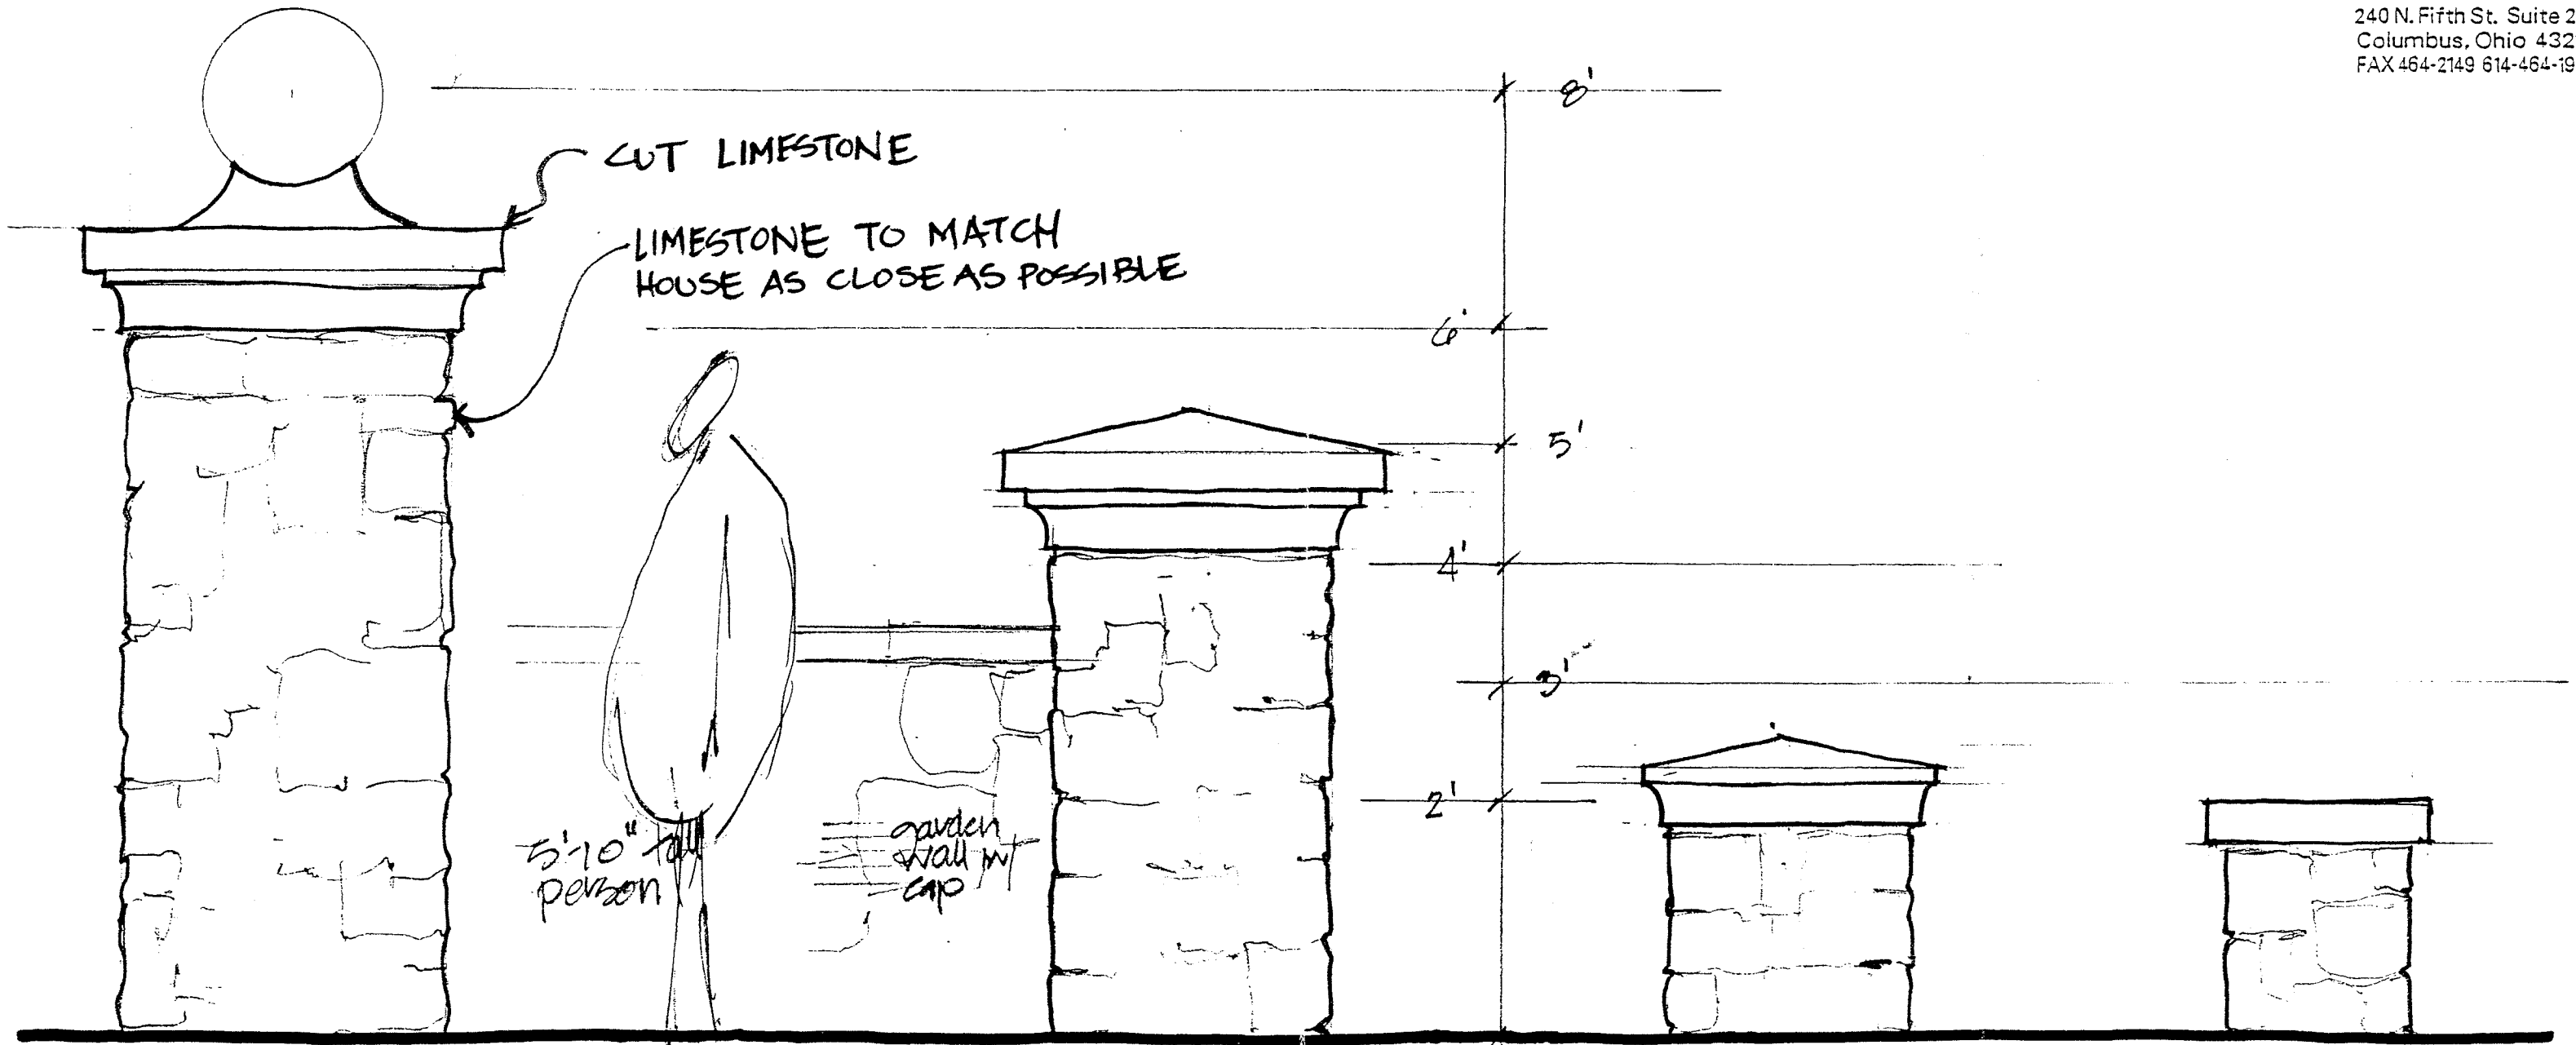 240 N. Fifth St. Suite 2
Columbus, Ohio 432
FAX 464-2149 614-464-19
8'
CUT LIMESTONE
LIMESTONE TO MATCH
HOUSE AS CLOSE AS POSSIBLE
6'
5'
4'
3'
2'
5'-10" tall
person
garden
wall w/
cap